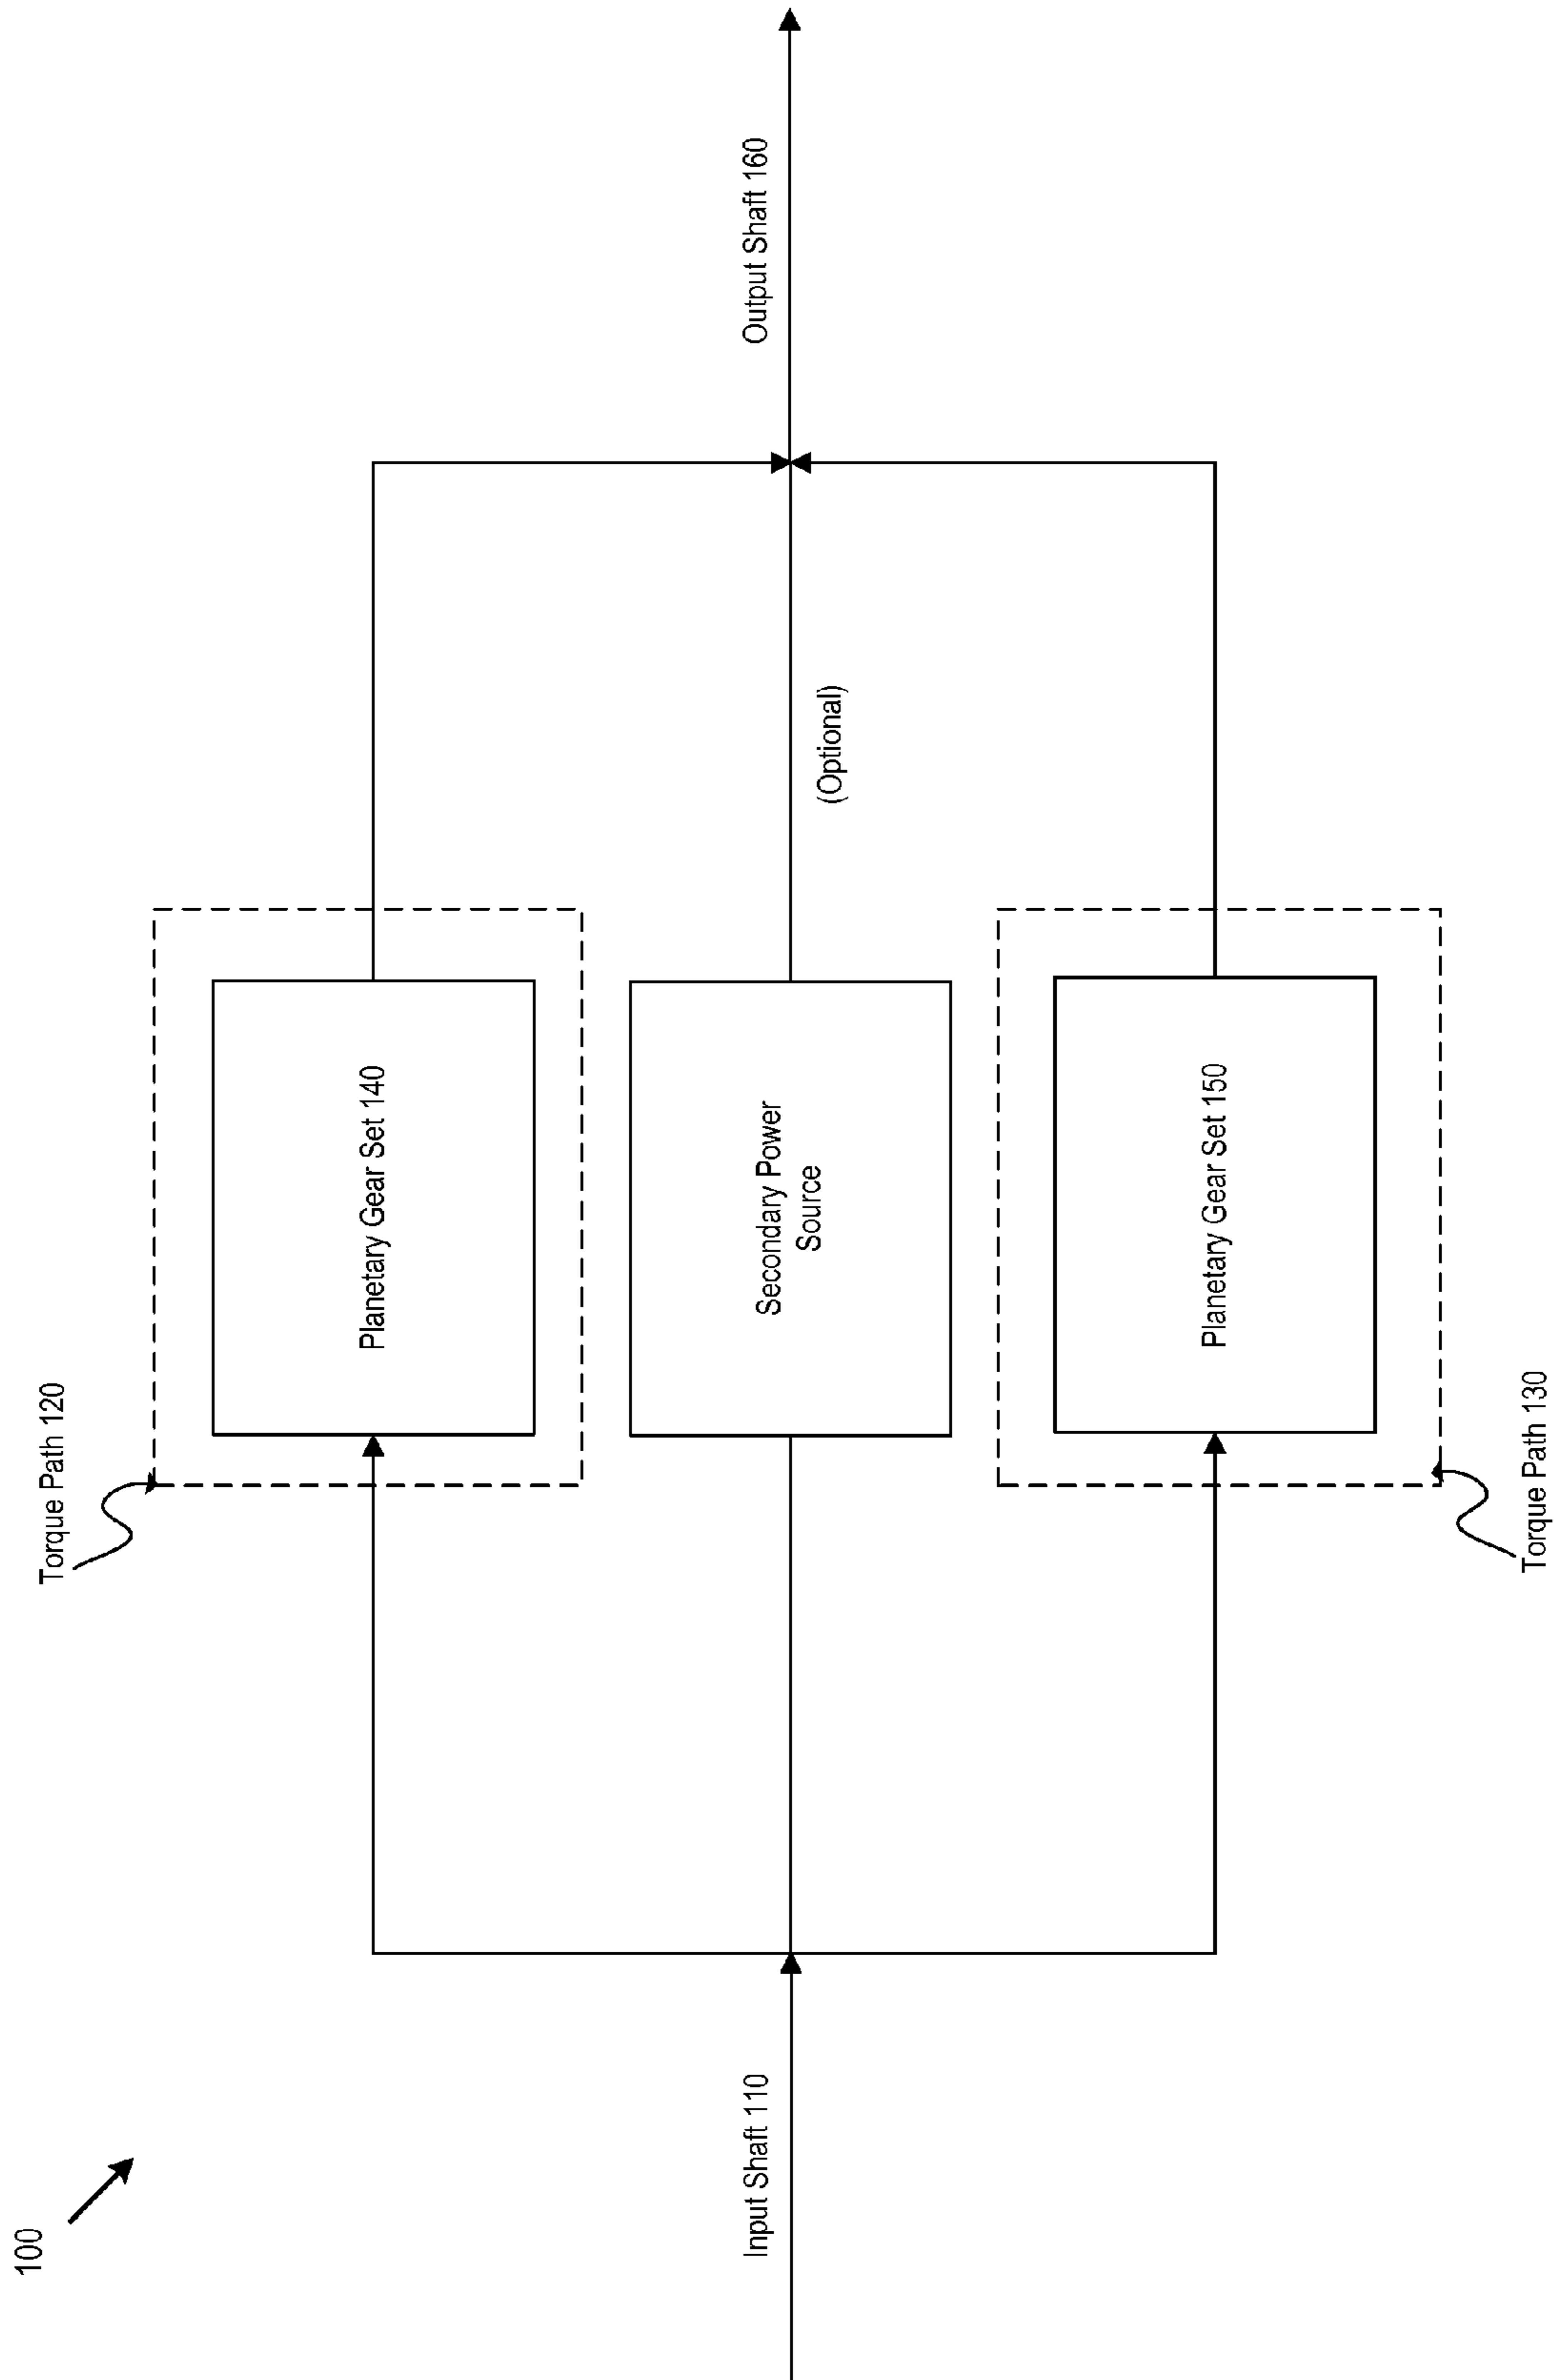 100
Torque Path 120
Planetary Gear Set 140
Input Shaft 110
Secondary Power
Source
(Optional)
Output Shaft 160
Planetary Gear Set 150
Torque Path 130